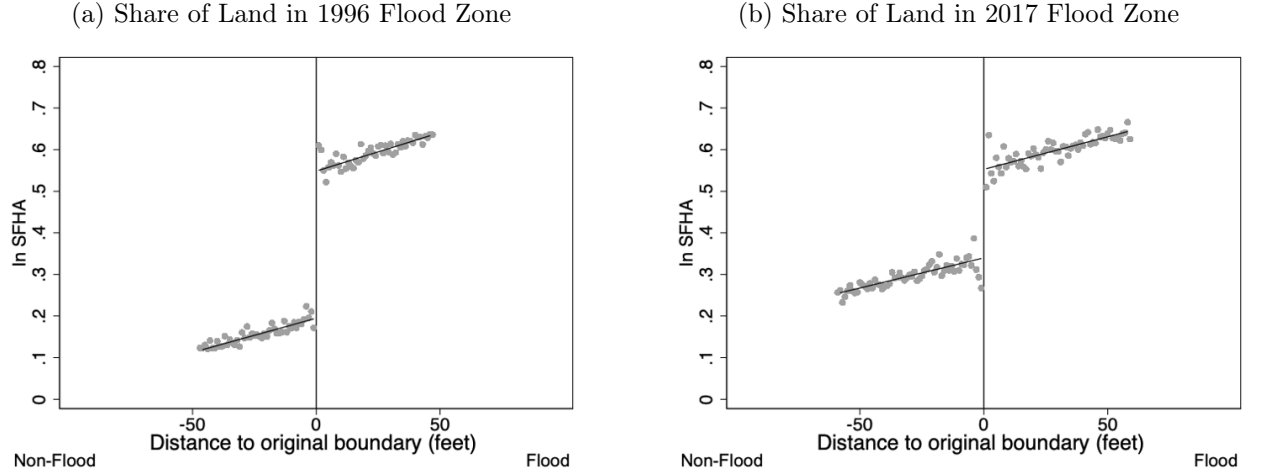 (a) Share of Land in 1996 Flood Zone
.8
.7
.6
.5
.4
.3
.2
.1
0
In SFHA
-50 0 50
Distance to original boundary (feet)
Non-Flood Flood
(b) Share of Land in 2017 Flood Zone
.8
.7
.6
.5
.4
.3
.2
.1
0
In SFHA
-50 0 50
Distance to original boundary (feet)
Non-Flood Flood